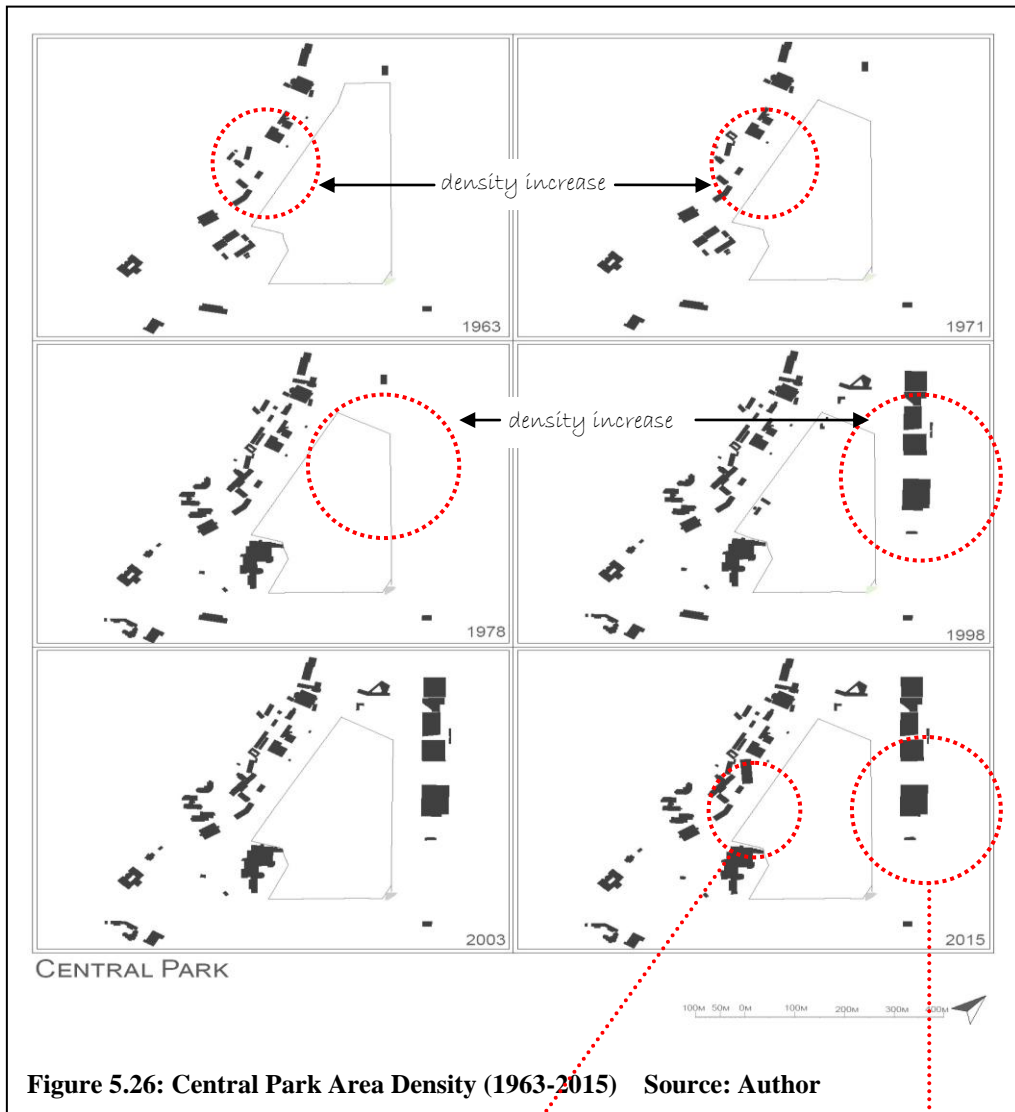 density increase
1963
1971
density increase
1978
1998
2003
2015
CENTRAL PARK
100M 50M 0M 100M 200M 300M 400M
Figure 5.26: Central Park Area Density (1963-2015) Source: Author